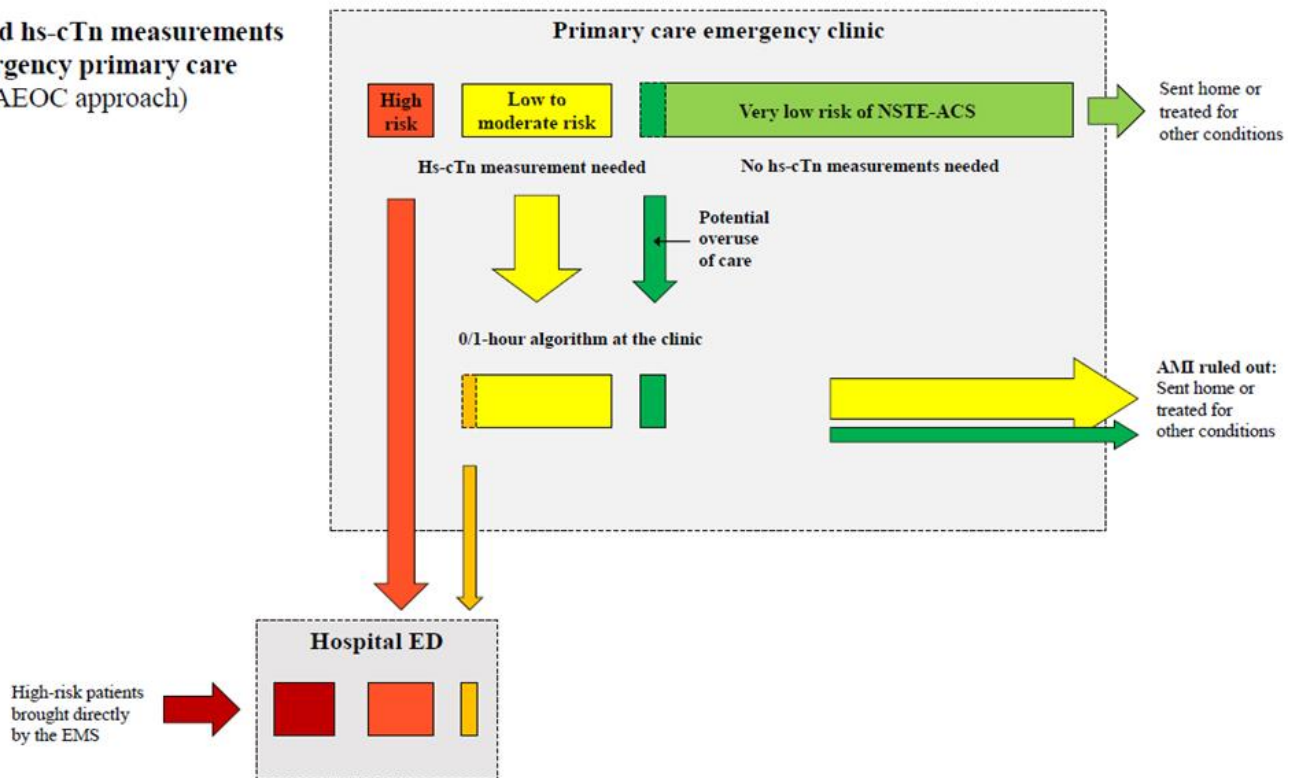 hs-cTn measurements
primary care
AEOC approach)
Primary care emergency clinic
High
risk
Low to
moderate risk
Very low risk of NSTE-ACS
Sent home or
treated for
other conditions
Hs-cTn measurement needed
No hs-cTn measurements needed
Potential
overuse
of care
0/1-hour algorithm at the clinic
AMI ruled out:
Sent home or
treated for
other conditions
Hospital ED
High-risk patients
brought directly
by the EMS